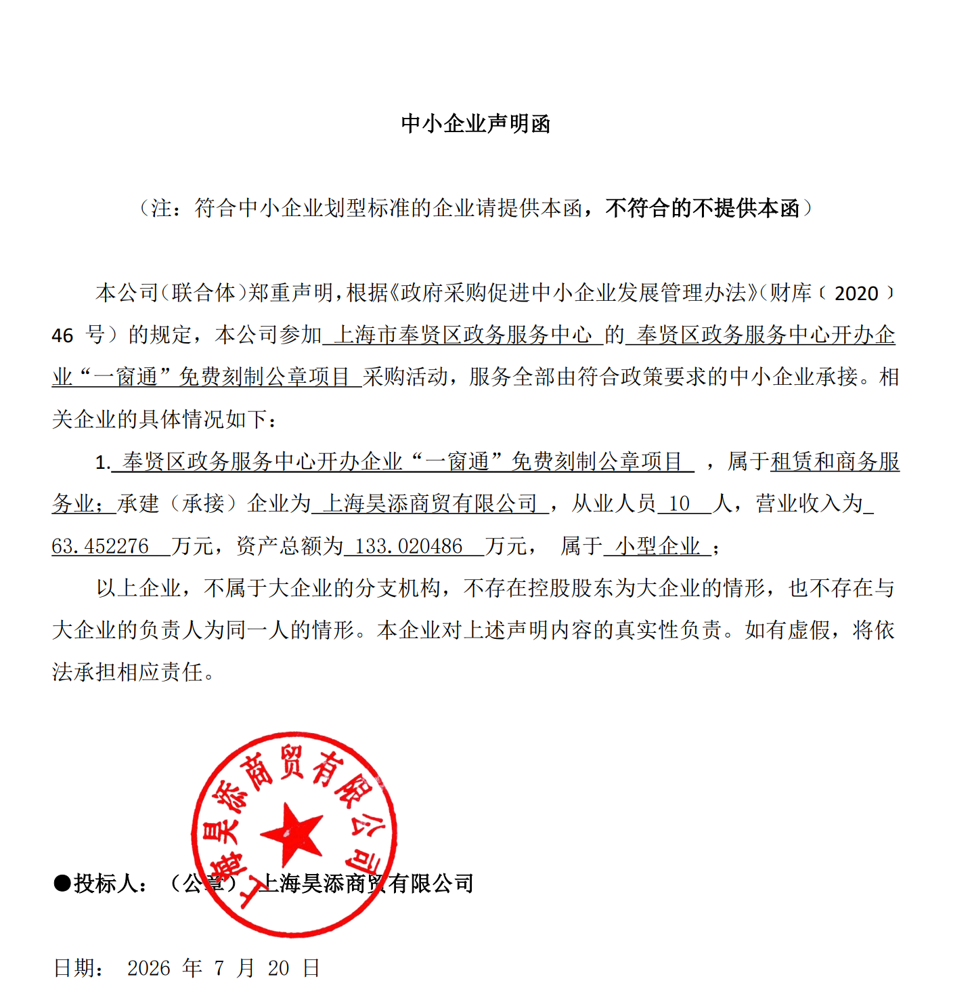 中小企业声明函
（注：符合中小企业划型标准的企业请提供本函，不符合的不提供本函）
本公司（联合体）郑重声明，根据《政府采购促进中小企业发展管理办法》（财库﹝2020﹞
46 号）的规定，本公司参加 上海市奉贤区政务服务中心 的 奉贤区政务服务中心开办企
业“一窗通”免费刻制公章项目 采购活动，服务全部由符合政策要求的中小企业承接。相
关企业的具体情况如下：
1. 奉贤区政务服务中心开办企业“一窗通”免费刻制公章项目 ，属于租赁和商务服
务业；承建（承接）企业为 上海昊添商贸有限公司 ，从业人员 10 人，营业收入为
63.452276 万元，资产总额为 133.020486 万元， 属于 小型企业 ；
以上企业，不属于大企业的分支机构，不存在控股股东为大企业的情形，也不存在与
大企业的负责人为同一人的情形。本企业对上述声明内容的真实性负责。如有虚假，将依
法承担相应责任。
上海昊添商贸有限公司
●投标人：（公章） 上海昊添商贸有限公司
日期： 2026 年 7 月 20 日